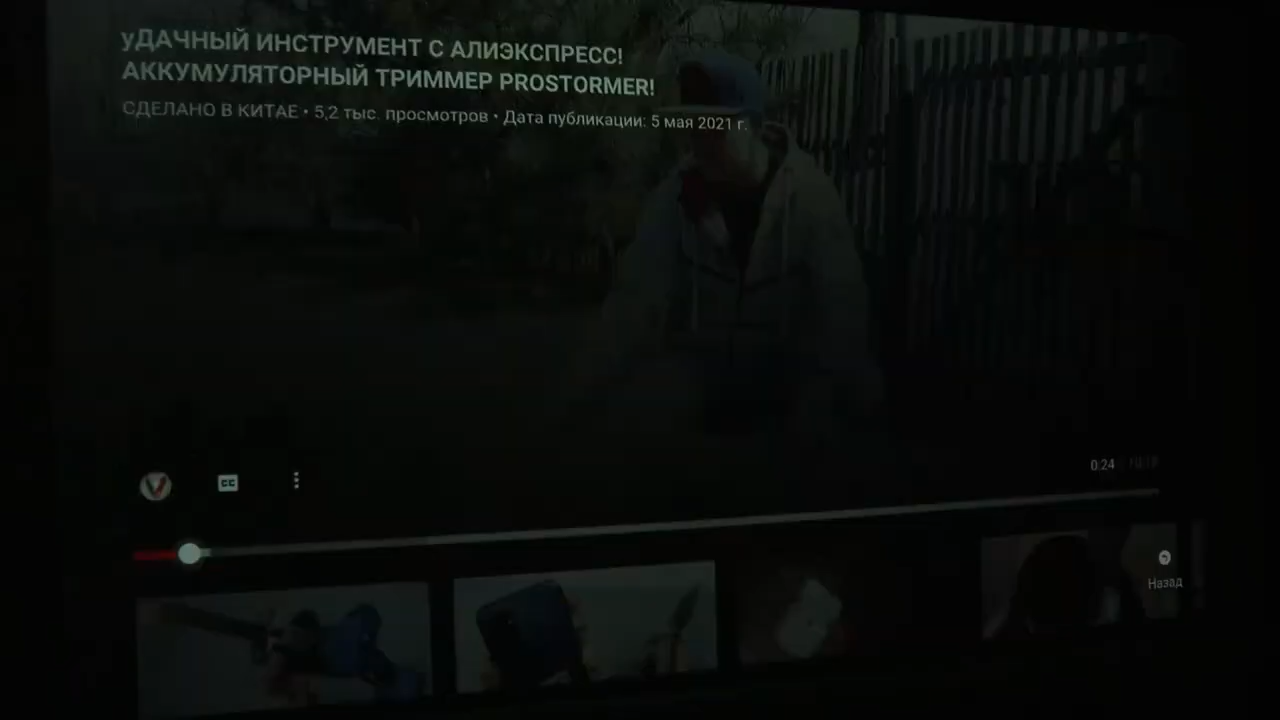 уДАЧНЫЙ ИНСТРУМЕНТ С АЛИЭКСПРЕСС!
АККУМУЛЯТОРНЫЙ ТРИММЕР PROSTORMER!
СДЕЛАНО В КИТАЕ • 5,2 тыс. просмотров • Дата публикации: 5 мая 2021 г.
CC
0:24
Назад